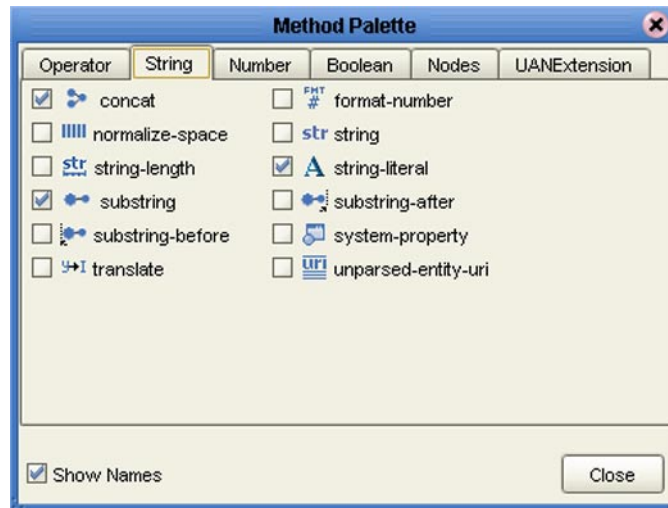 Method Palette
Operator String Number Boolean Nodes UANExtension
concat FMT # format-number
normalize-space str string
str string-length A string-literal
substring substring-after
substring-before system-property
translate uri unparsed-entity-uri
Show Names Close